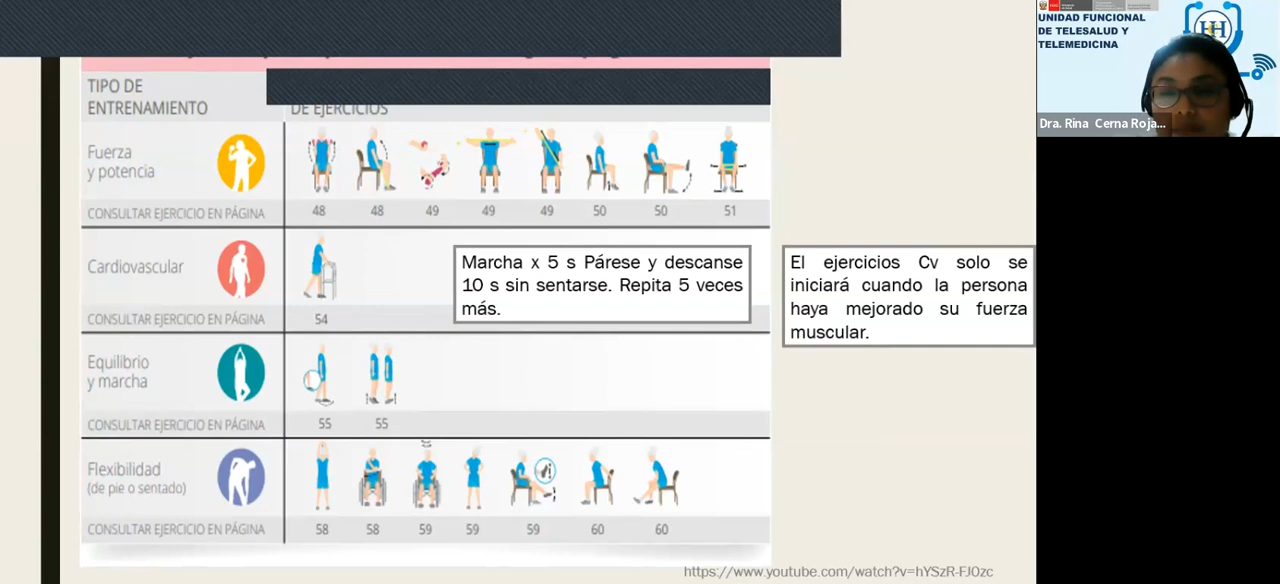 UNIDAD FUNCIONAL
DE TELESALUD Y
TELEMEDICINA
Dra. Rina Cerna Roja...
TIPO DE
ENTRENAMIENTO
DE EJERCICIOS
Fuerza
y potencia
CONSULTAR EJERCICIO EN PÁGINA 48 48 49 49 49 50 50 51
Cardiovascular
Marcha x 5 s Párese y descanse
10 s sin sentarse. Repita 5 veces
más.
El ejercicios Cv solo se
iniciará cuando la persona
haya mejorado su fuerza
muscular.
CONSULTAR EJERCICIO EN PÁGINA 54
Equilibrio
y marcha
CONSULTAR EJERCICIO EN PÁGINA 55 55
Flexibilidad
(de pie o sentado)
CONSULTAR EJERCICIO EN PÁGINA 58 58 59 59 59 60 60
https://www.youtube.com/watch?v=hYSzR-FJOzc